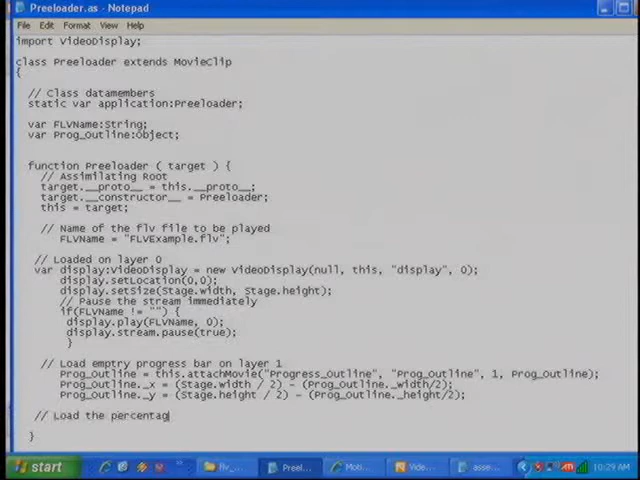 Preeloader.as - Notepad
File Edit Format View Help
import VideoDisplay;
class Preeloader extends MovieClip
{
// Class datamembers
static var application:Preeloader;
var FLVName:String;
var Prog_Outline:Object;
function Preeloader ( target ) {
// Assimilating Root
target.__proto__ = this.__proto__;
target.__constructor__ = Preeloader;
this = target;
// Name of the flv file to be played
FLVName = "FLVExample.flv";
// Loaded on layer 0
var display:VideoDisplay = new VideoDisplay(null, this, "display", 0);
display.setLocation(0,0);
display.setSize(Stage.width, Stage.height);
// Pause the stream immediately
if(FLVName != "") {
display.play(FLVName, 0);
display.stream.pause(true);
}
// Load emptry progress bar on layer 1
Prog_Outline = this.attachMovie("Progress_Outline", "Prog_Outline", 1, Prog_Outline);
Prog_Outline._x = (Stage.width / 2) - (Prog_Outline._width/2);
Prog_Outline._y = (Stage.height / 2) - (Prog_Outline._height/2);
// Load the percentag
}
start flv_... Preel... Moti... Vide... asse... 10:29 AM